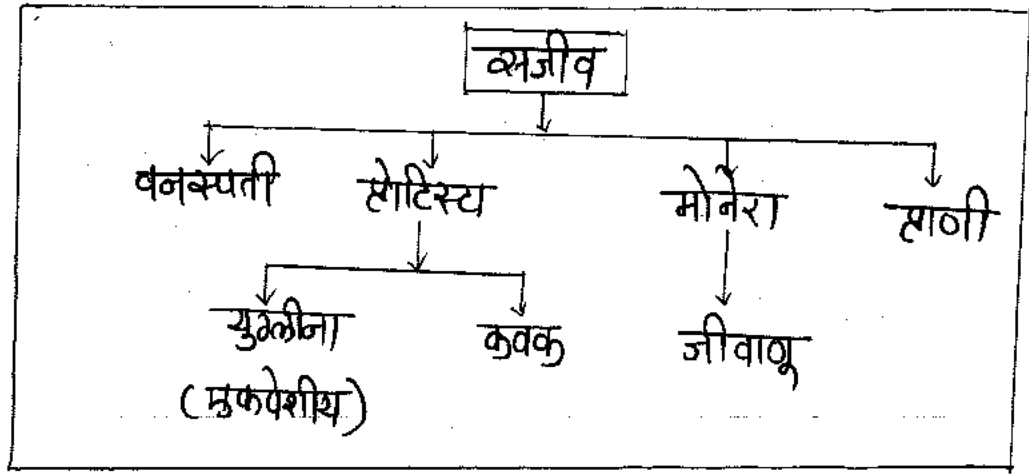 सजीव
वनस्पती प्रोटिस्टा मोनेरा प्राणी
युग्लीना कवक जीवाणू
(एकपेशीय)